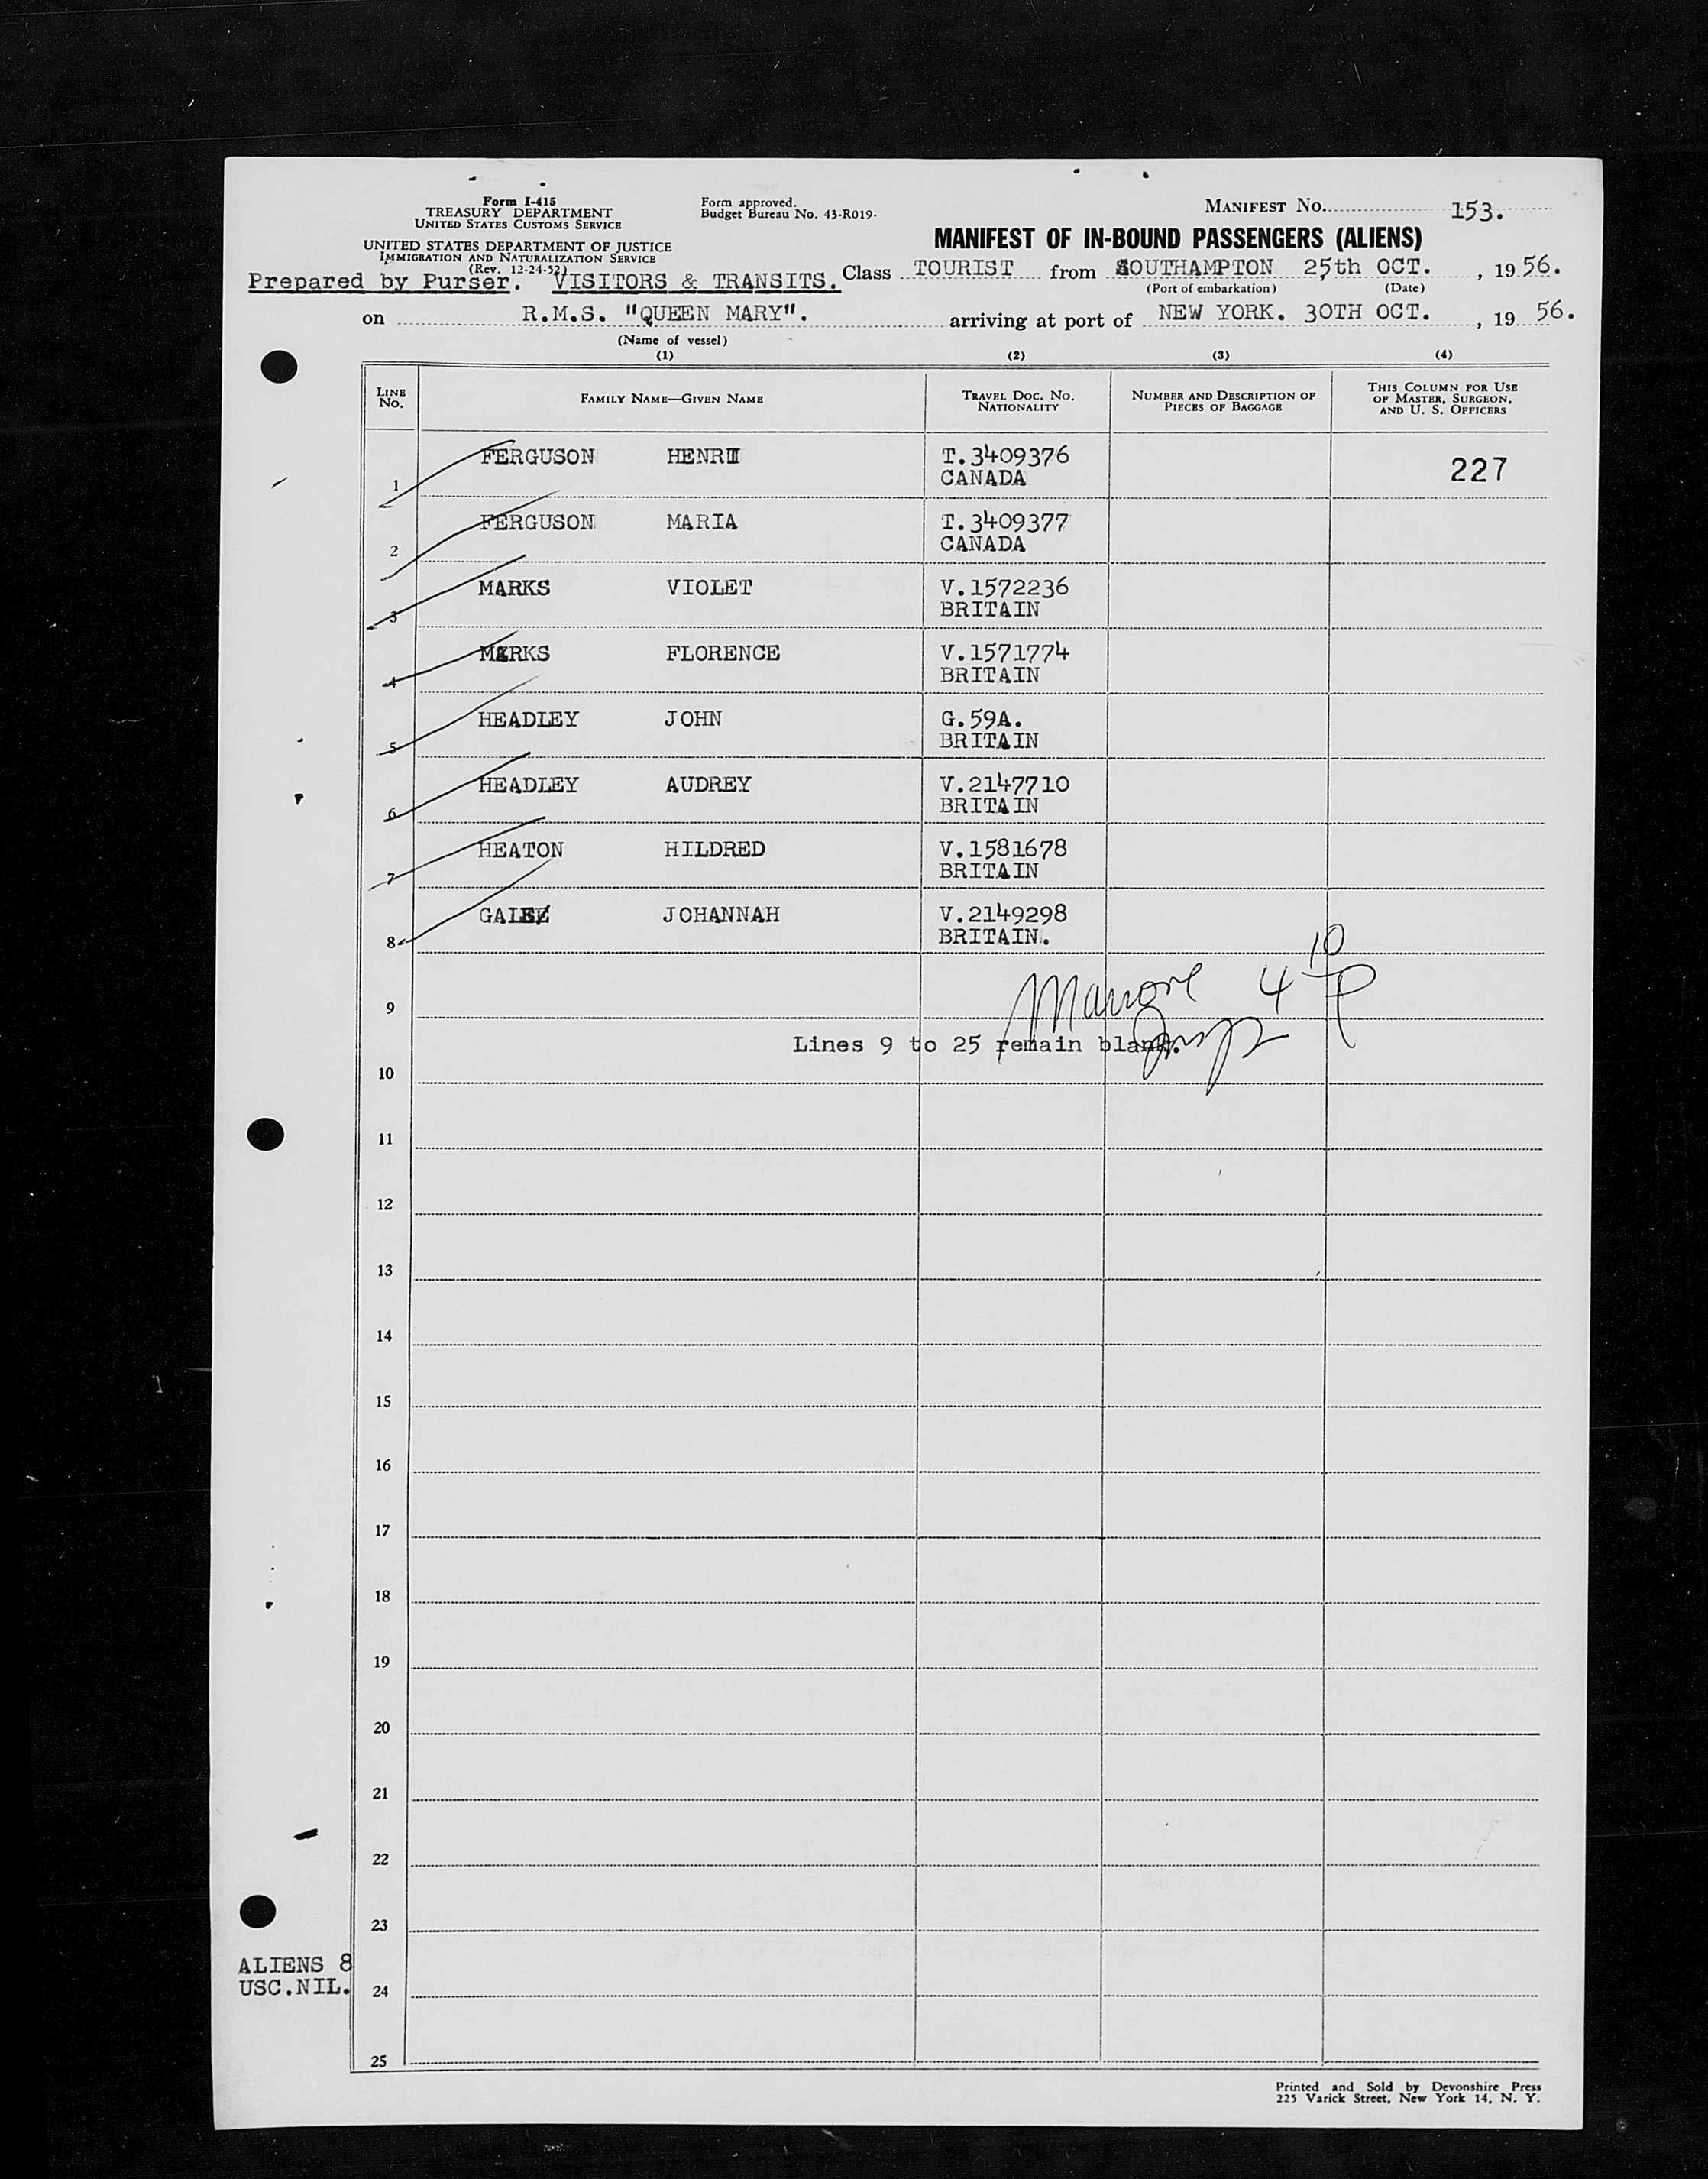 Form I-415
TREASURY DEPARTMENT
UNITED STATES CUSTOMS SERVICE
Form approved.
Budget Bureau No. 43-R019-
MANIFEST NO. 153.
UNITED STATES DEPARTMENT OF JUSTICE
IMMIGRATION AND NATURALIZATION SERVICE
(Rev. 12-24-52)
MANIFEST OF IN-BOUND PASSENGERS (ALIENS)
Prepared by Purser. VISITORS & TRANSITS. Class TOURIST from SOUTHAMPTON 25th OCT. , 19 56.
(Port of embarkation) (Date)
on R.M.S. "QUEEN MARY". arriving at port of NEW YORK. 30TH OCT. , 19 56.
(Name of vessel)
(1) (2) (3) (4)
LINE NO. FAMILY NAME—GIVEN NAME TRAVEL DOC. NO. NATIONALITY NUMBER AND DESCRIPTION OF PIECES OF BAGGAGE THIS COLUMN FOR USE OF MASTER, SURGEON, AND U. S. OFFICERS
1 FERGUSON T.3409376 227
CANADA
2 FERGUSON MARIA T.3409377
CANADA
3 MARKS VIOLET V.1572236
BRITAIN
4 MARKS FLORENCE V.1571774
BRITAIN
5 HEADLEY JOHN G.59A.
BRITAIN
6 HEADLEY AUDREY V.2147710
BRITAIN
7 HEATON HILDRED V.1581678
BRITAIN
8 JOHANNAH V.2149298
BRITAIN.
4 10
9
Lines 9 to 25 remain blank.
10
11
12
13
14
15
16
17
18
19
20
21
22
23
ALIENS 8
USC.NIL.
24
25
Printed and Sold by Devonshire Press
225 Varick Street, New York 14, N. Y.